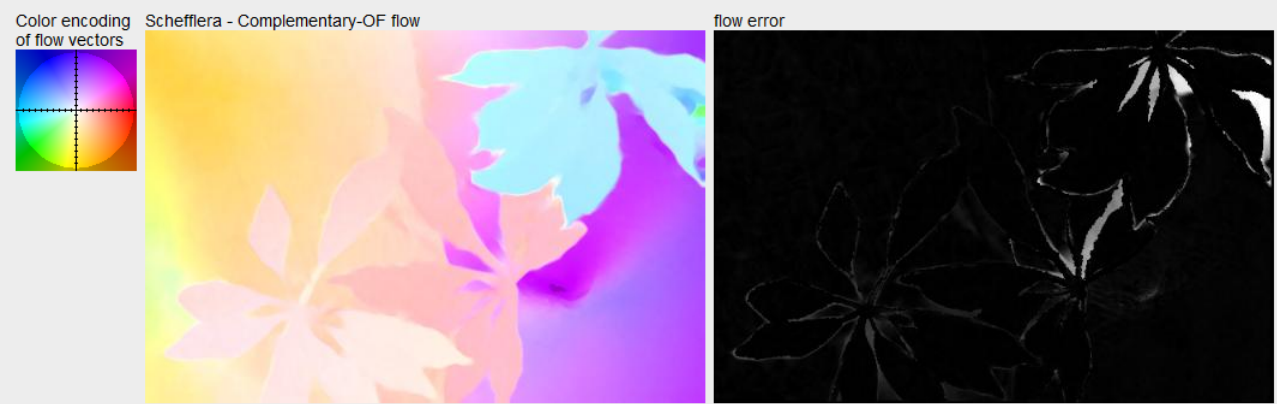 Color encoding
of flow vectors
Schefflera - Complementary-OF flow
flow error